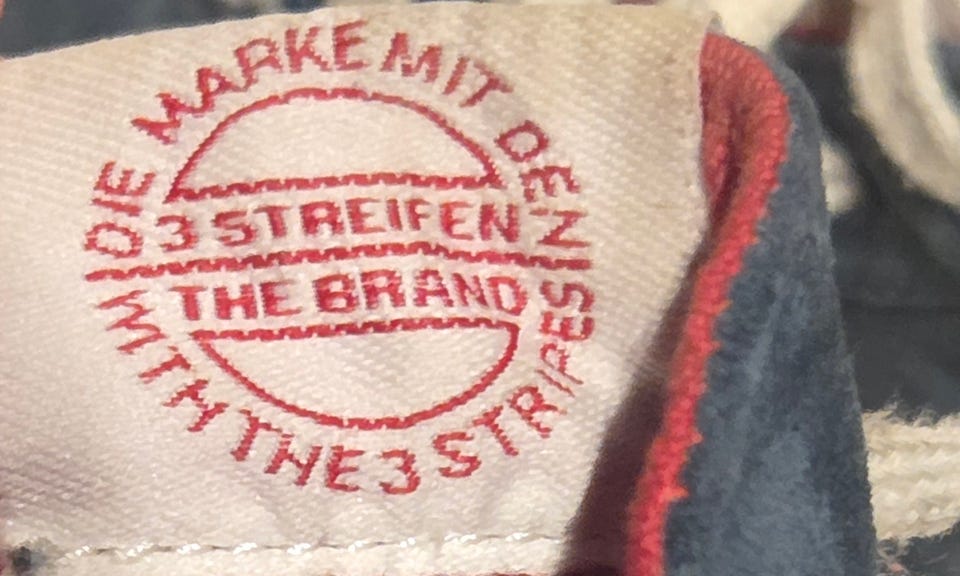 DIE MARKE MIT DEN
3 STREIFEN
THE BRAND
WITH THE 3 STRIPES